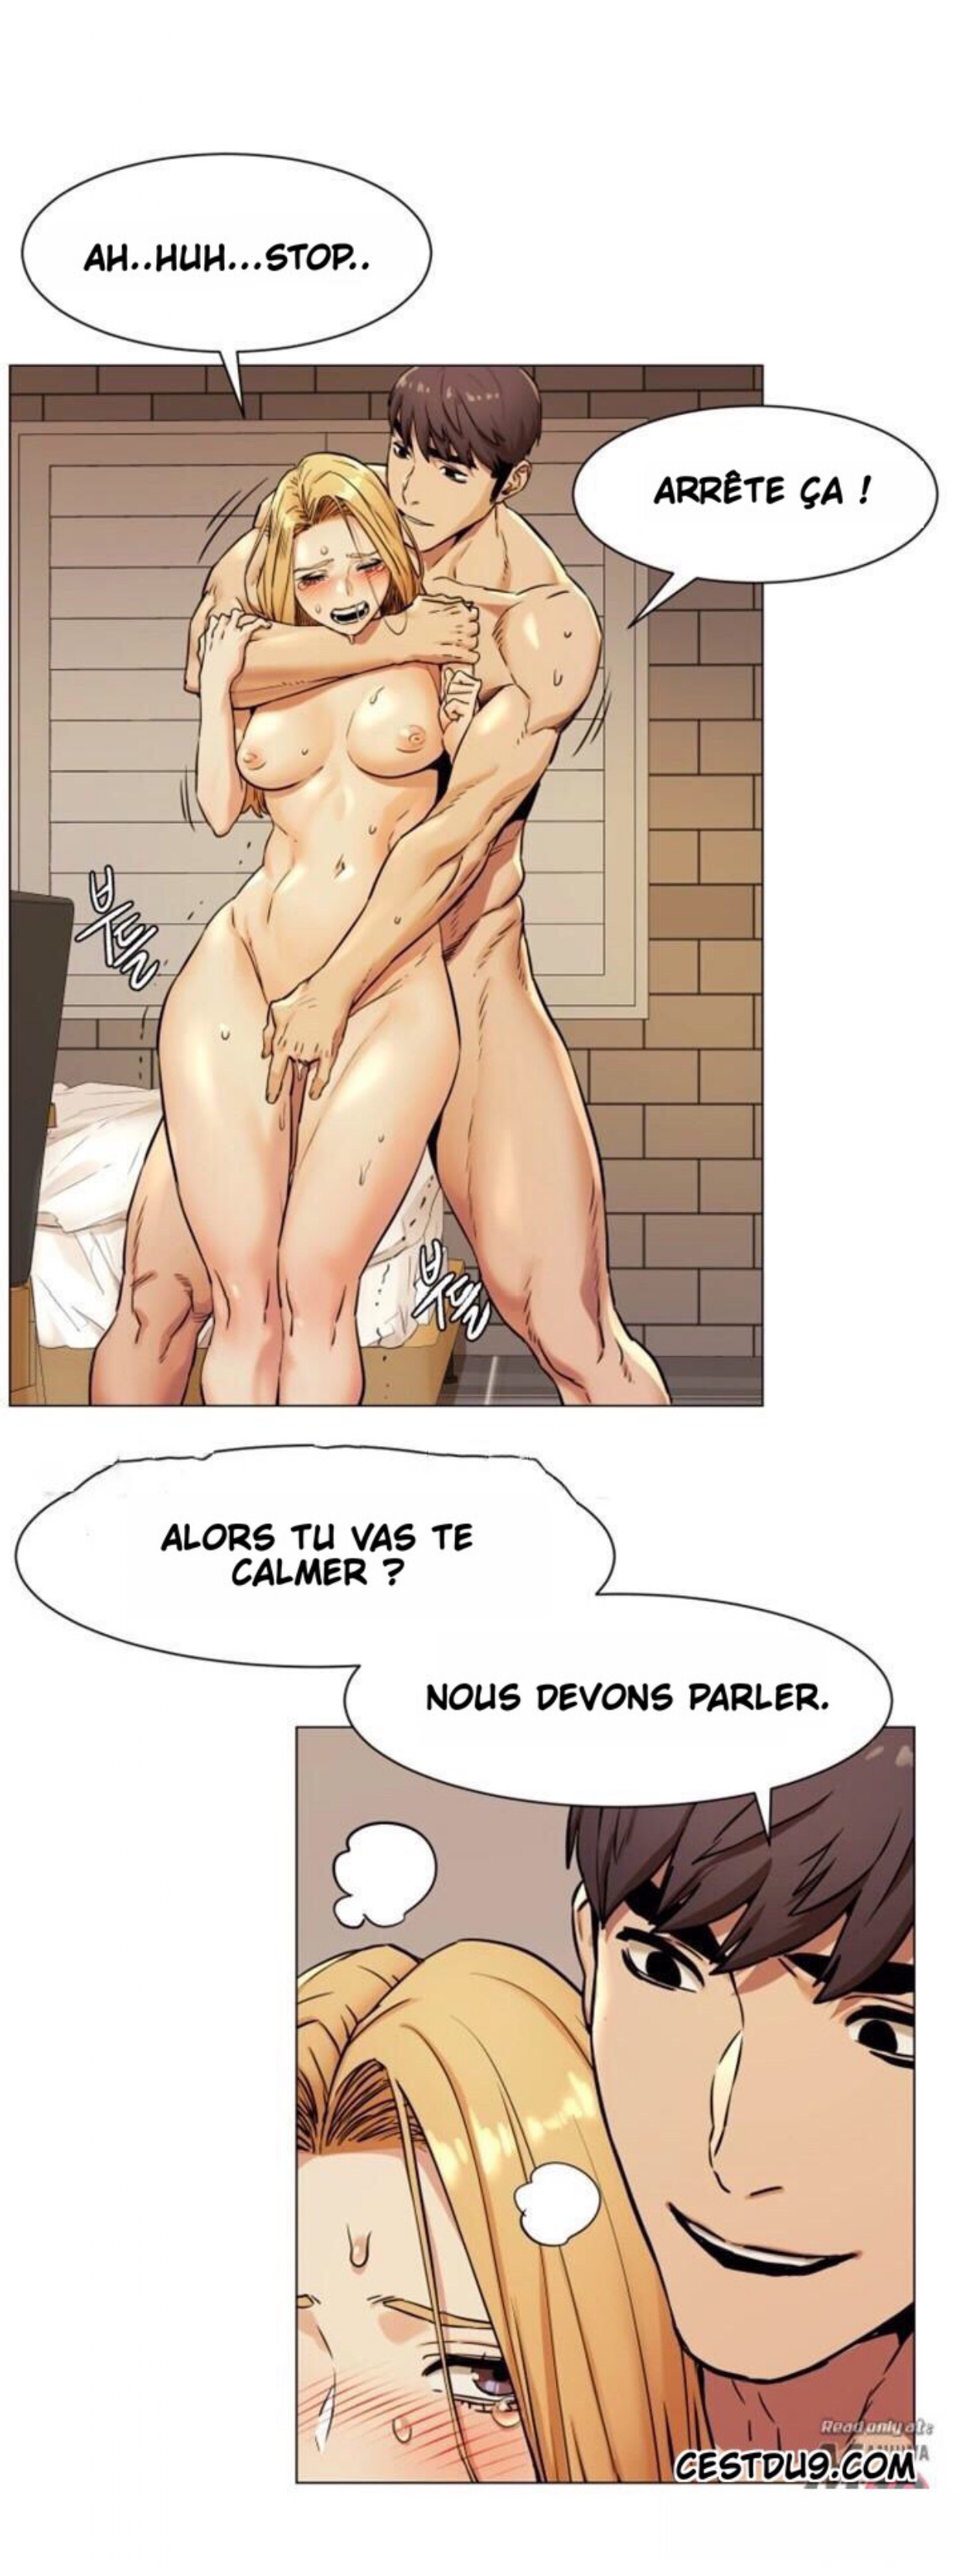 AH..HUH...STOP..
ARRÊTE ÇA !
부들
부들
ALORS TU VAS TE
CALMER ?
NOUS DEVONS PARLER.
Read only at:
CESTDU9.COM